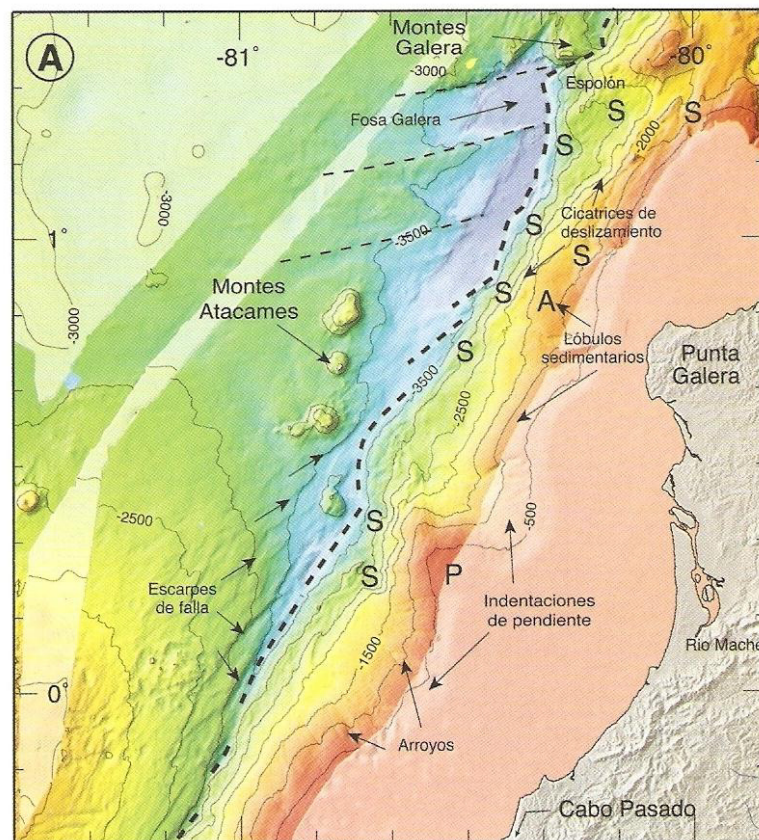 A
Montes
Galera
-81°
-80°
-3000
Espolón
Fosa Galera
S
S
-2000
S
Cicatrices de
deslizamiento
-3000
1°
S
-3500
S
Montes
Atacames
S
A
-3000
Lóbulos
sedimentarios
Punta
Galera
S
-3500
-2500
-2500
-500
S
S
P
Escarpes
de falla
Indentaciones
de pendiente
-1500
Rio Mache
0°
Arroyos
Cabo Pasado